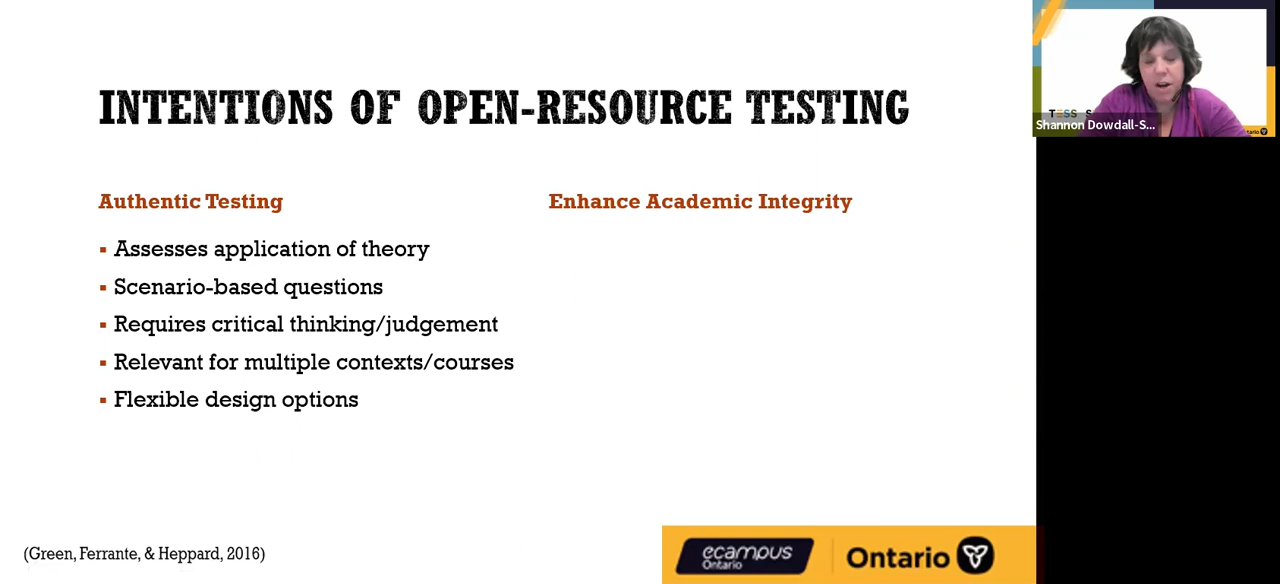 INTENTIONS OF OPEN-RESOURCE TESTING
Authentic Testing
▪ Assesses application of theory
▪ Scenario-based questions
▪ Requires critical thinking/judgement
▪ Relevant for multiple contexts/courses
▪ Flexible design options
Enhance Academic Integrity
(Green, Ferrante, & Heppard, 2016)
ecampus
Ontario
Ontario
TESS
Shannon Dowdall-S...